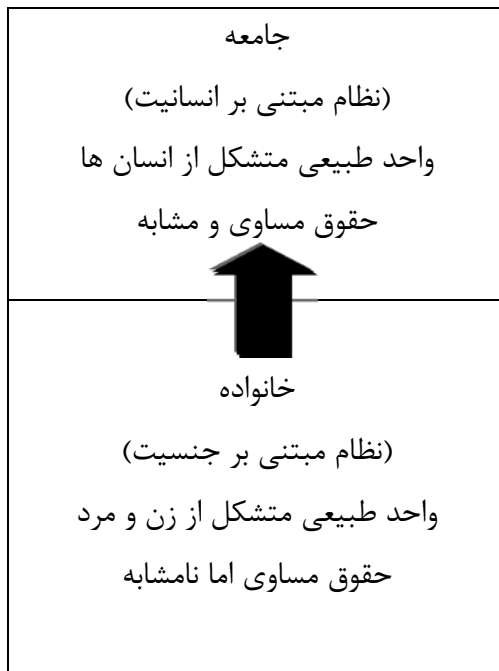 جامعه
(نظام مبتنی بر انسانیت)
واحد طبیعی متشکل از انسان ها
حقوق مساوی و مشابه
خانواده
(نظام مبتنی بر جنسیت)
واحد طبیعی متشکل از زن و مرد
حقوق مساوی اما نامشابه